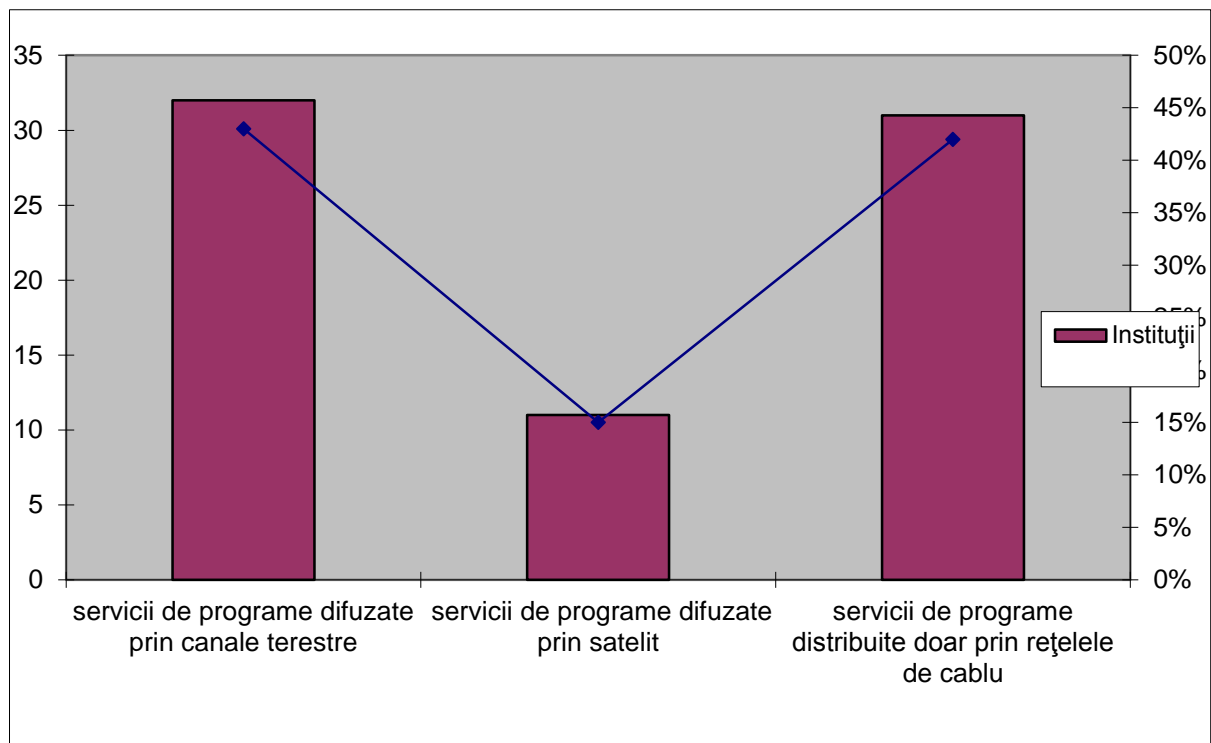 35
30
25
20
15
10
5
0
50%
45%
40%
35%
30%
15%
10%
5%
0%
Instituţii
servicii de programe difuzate
prin canale terestre
servicii de programe difuzate
prin satelit
servicii de programe
distribuite doar prin reţelele
de cablu